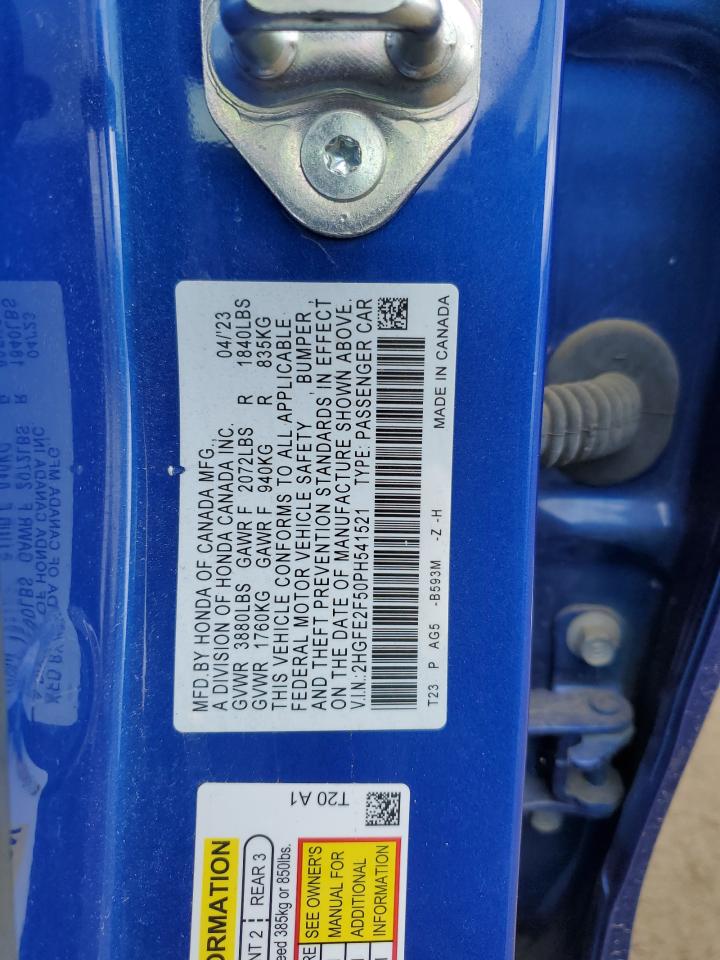 MFD. BY HONDA OF CANADA MFG., 04/23
A DIVISION OF HONDA CANADA INC.
GVWR 3880LBS GAWR F 2072LBS R 1840LBS
GVWR 1760KG GAWR F 940KG R 835KG
THIS VEHICLE CONFORMS TO ALL APPLICABLE
FEDERAL MOTOR VEHICLE SAFETY , BUMPER ,
AND THEFT PREVENTION STANDARDS IN EFFECT
ON THE DATE OF MANUFACTURE SHOWN ABOVE.
V.I.N.:2HGFE2F50PH541521 TYPE: PASSENGER CAR
T23 P AG5 -B593M -Z -H MADE IN CANADA
T20 A1
REAR 3
385kg or 850lbs.
SEE OWNER'S
MANUAL FOR
ADDITIONAL
INFORMATION